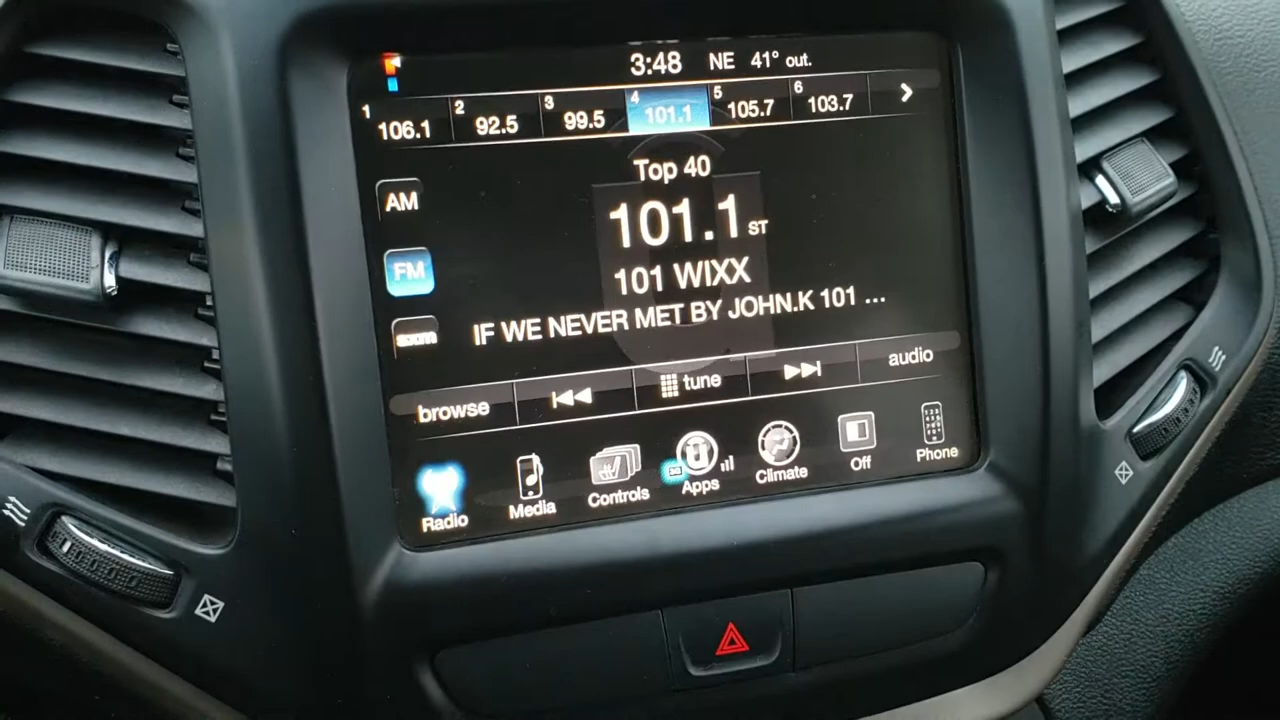 3:48 NE 41° out.
1 106.1 2 92.5 3 99.5 4 101.1 5 105.7 6 103.7
Top 40
AM
101.1 ST
FM
101 WIXX
IF WE NEVER MET BY JOHN.K 101 ...
sxm
browse tune audio
Radio Media Controls Apps Climate Off Phone